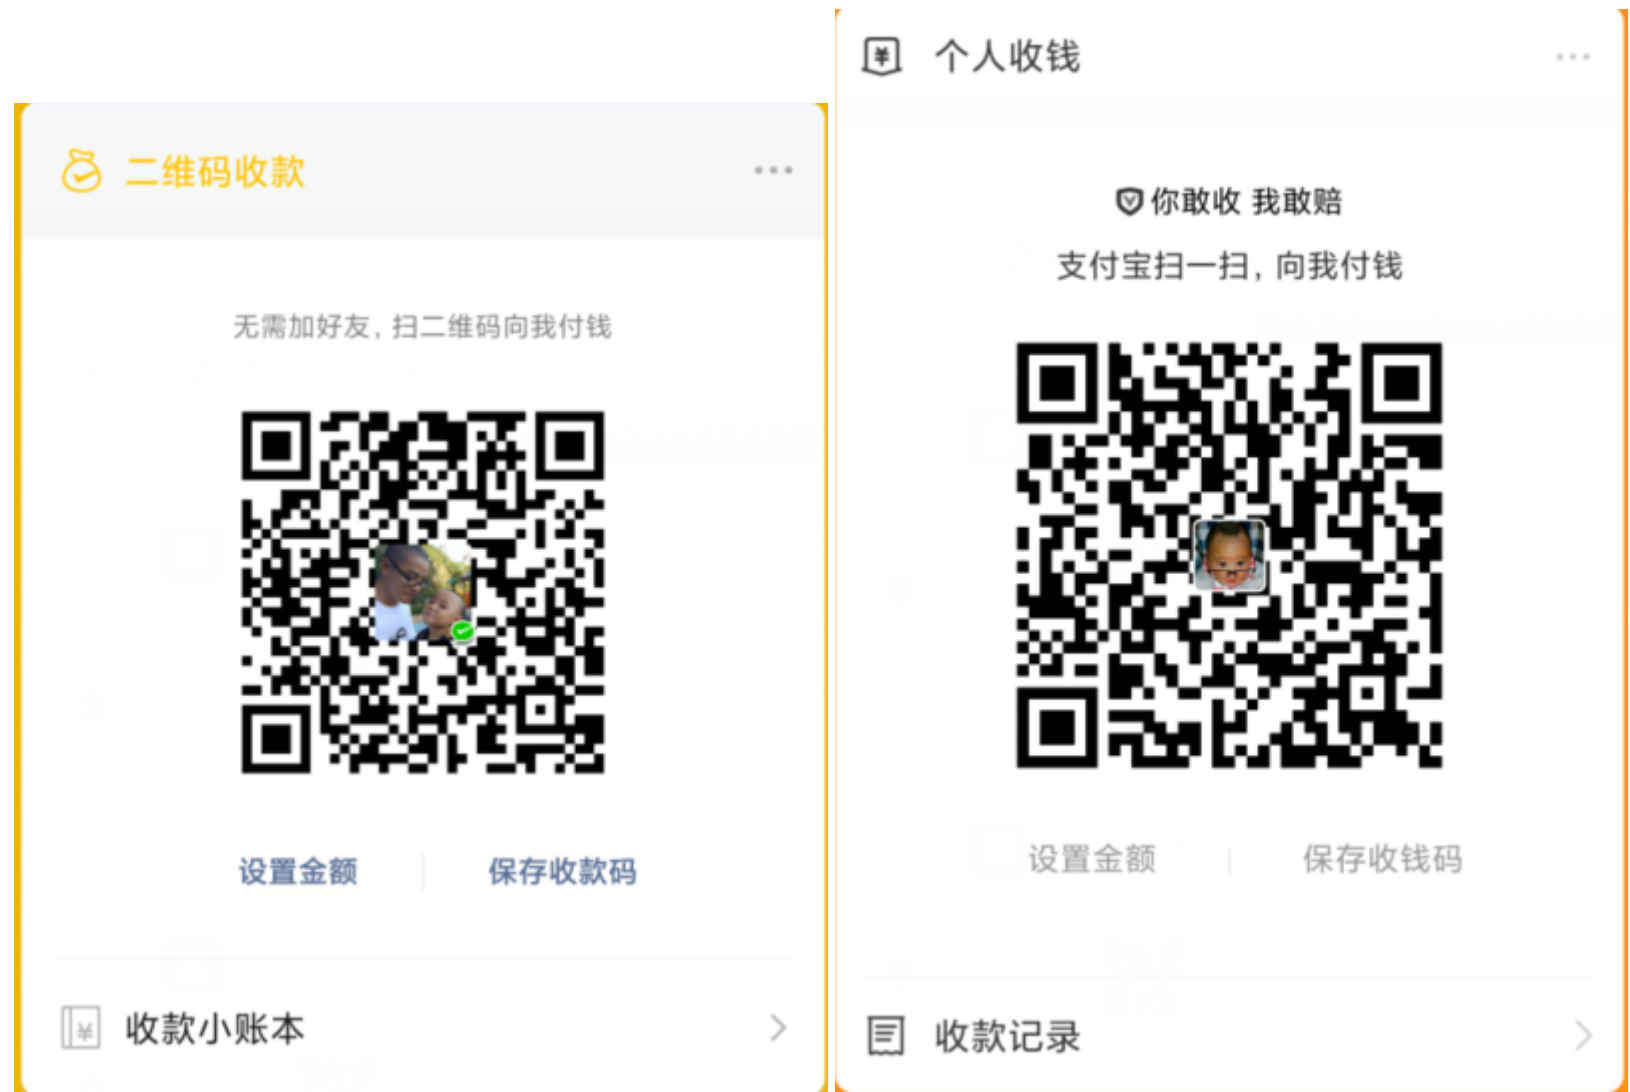 二维码收款
无需加好友，扫二维码向我付钱
设置金额
保存收款码
收款小账本
个人收钱
你敢收 我敢赔
支付宝扫一扫，向我付钱
设置金额
保存收钱码
收款记录